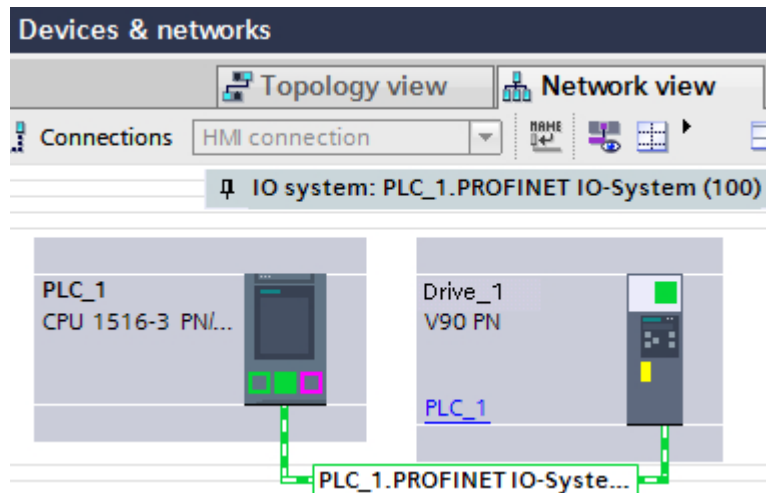 Devices & networks
Topology view
Network view
Connections
HMI connection
NAME
IO system: PLC_1.PROFINET IO-System (100)
PLC_1
CPU 1516-3 PN/...
Drive_1
V90 PN
PLC_1
PLC_1.PROFINET IO-Syste...